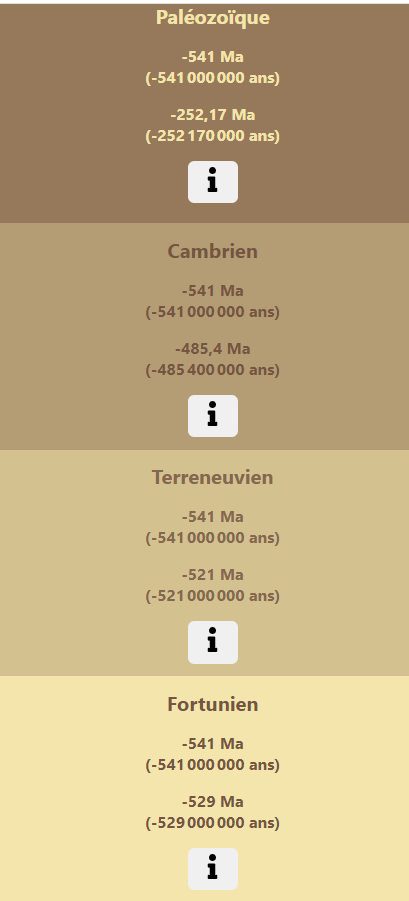 Paléozoïque
-541 Ma
(-541 000 000 ans)
-252,17 Ma
(-252 170 000 ans)
Cambrien
-541 Ma
(-541 000 000 ans)
-485,4 Ma
(-485 400 000 ans)
Terreneuvien
-541 Ma
(-541 000 000 ans)
-521 Ma
(-521 000 000 ans)
Fortunien
-541 Ma
(-541 000 000 ans)
-529 Ma
(-529 000 000 ans)